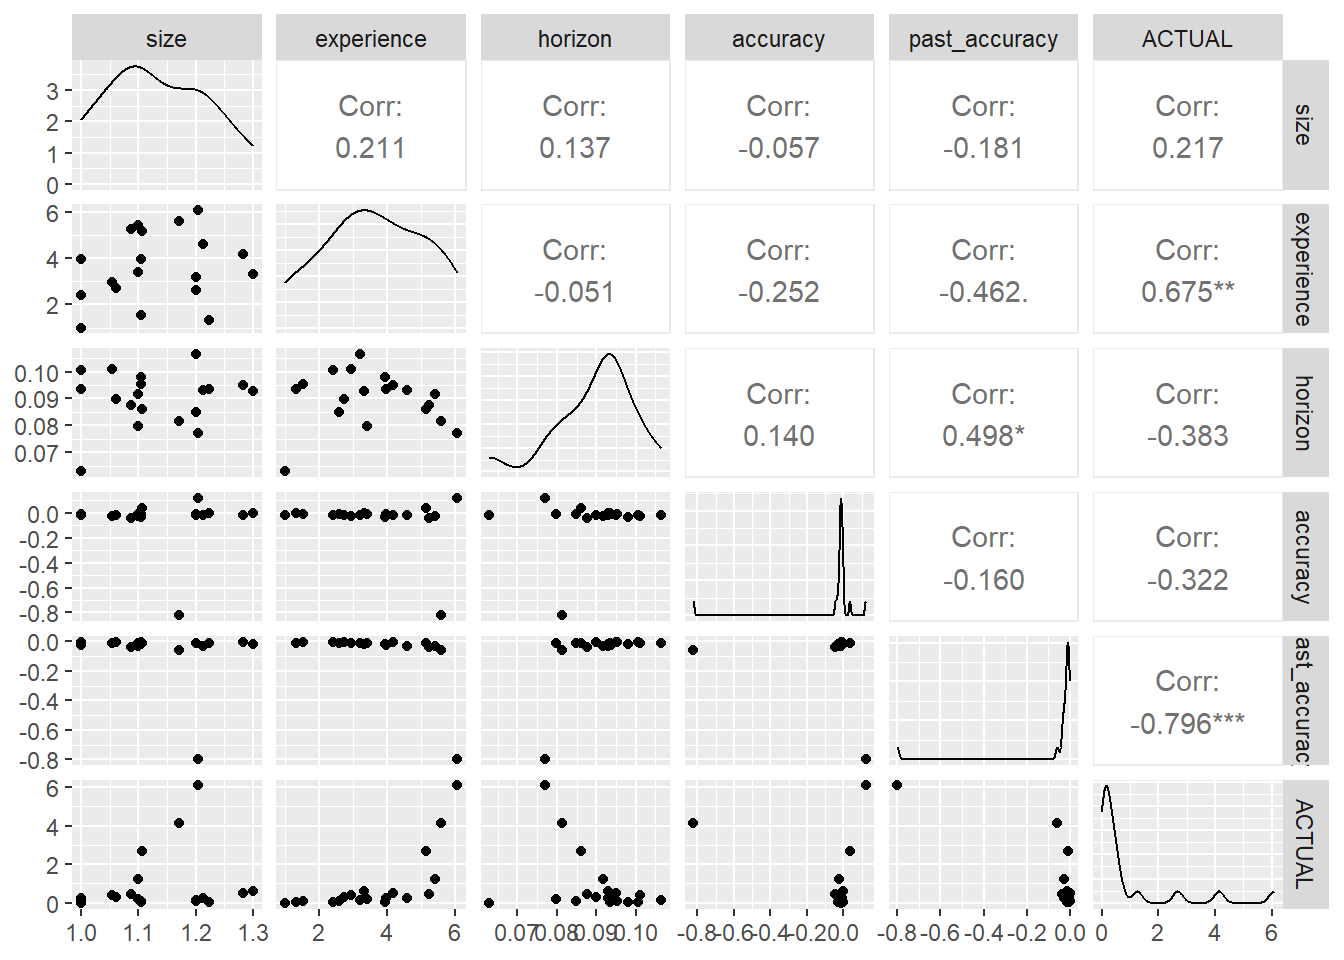 size experience horizon accuracy past_accuracy ACTUAL
3
2
1
0
Corr:
0.211
Corr:
0.137
Corr:
-0.057
Corr:
-0.181
Corr:
0.217
size
6
4
2
Corr:
-0.051
Corr:
-0.252
Corr:
-0.462.
Corr:
0.675**
experience
0.10
0.09
0.08
0.07
Corr:
0.140
Corr:
0.498*
Corr:
-0.383
horizon
0.0
-0.2
-0.4
-0.6
-0.8
Corr:
-0.160
Corr:
-0.322
accuracy
0.0
-0.2
-0.4
-0.6
-0.8
Corr:
-0.796***
ast_accurac
6
4
2
0
ACTUAL
1.0 1.1 1.2 1.3
2 4 6
0.07 0.08 0.09 0.10
-0.8 -0.6 -0.4 -0.2 0.0
-0.8 -0.6 -0.4 -0.2 0.0
0 2 4 6